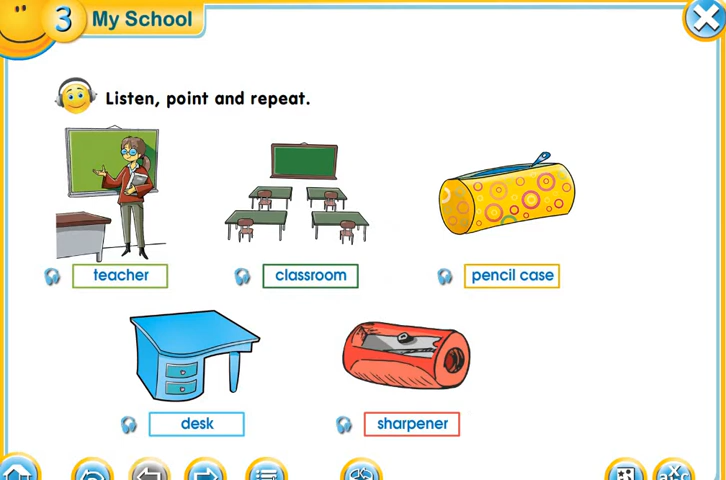 3 My School
Listen, point and repeat.
teacher
classroom
pencil case
desk
sharpener